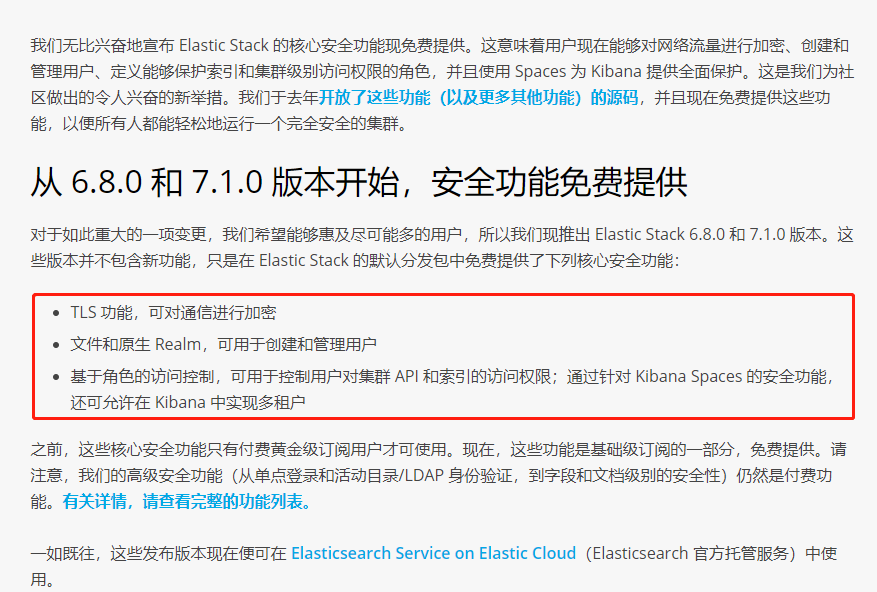 我们无比兴奋地宣布 Elastic Stack 的核心安全功能现免费提供。这意味着用户现在能够对网络流量进行加密、创建和
管理用户、定义能够保护索引和集群级别访问权限的角色，并且使用 Spaces 为 Kibana 提供全面保护。这是我们为社
区做出的令人兴奋的新举措。我们于去年开放了这些功能（以及更多其他功能）的源码，并且现在免费提供这些功
能，以便所有人都能轻松地运行一个完全安全的集群。
从 6.8.0 和 7.1.0 版本开始，安全功能免费提供
对于如此重大的一项变更，我们希望能够惠及尽可能多的用户，所以我们现推出 Elastic Stack 6.8.0 和 7.1.0 版本。这
些版本并不包含新功能，只是在 Elastic Stack 的默认分发包中免费提供了下列核心安全功能：
• TLS 功能，可对通信进行加密
• 文件和原生 Realm，可用于创建和管理用户
• 基于角色的访问控制，可用于控制用户对集群 API 和索引的访问权限；通过针对 Kibana Spaces 的安全功能，
还可允许在 Kibana 中实现多租户
之前，这些核心安全功能只有付费黄金级订阅用户才可使用。现在，这些功能是基础级订阅的一部分，免费提供。请
注意，我们的高级安全功能（从单点登录和活动目录/LDAP 身份验证，到字段和文档级别的安全性）仍然是付费功
能。有关详情，请查看完整的功能列表。
一如既往，这些发布版本现在便可在 Elasticsearch Service on Elastic Cloud（Elasticsearch 官方托管服务）中使
用。